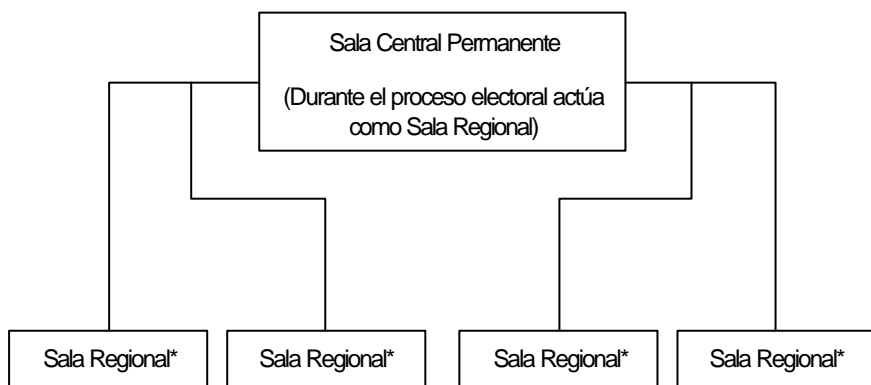 Sala Central Permanente
(Durante el proceso electoral actúa
como Sala Regional)
Sala Regional*
Sala Regional*
Sala Regional*
Sala Regional*